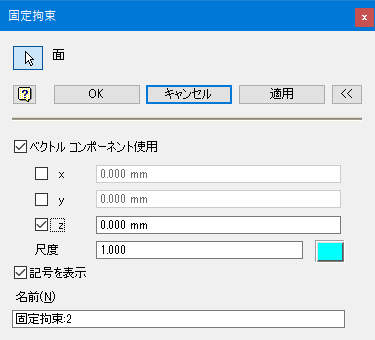 固定拘束
面
OK キャンセル 適用 <<
ベクトル コンポーネント使用
x 0.000 mm
y 0.000 mm
z 0.000 mm
尺度 1.000
記号を表示
名前(N)
固定拘束:2